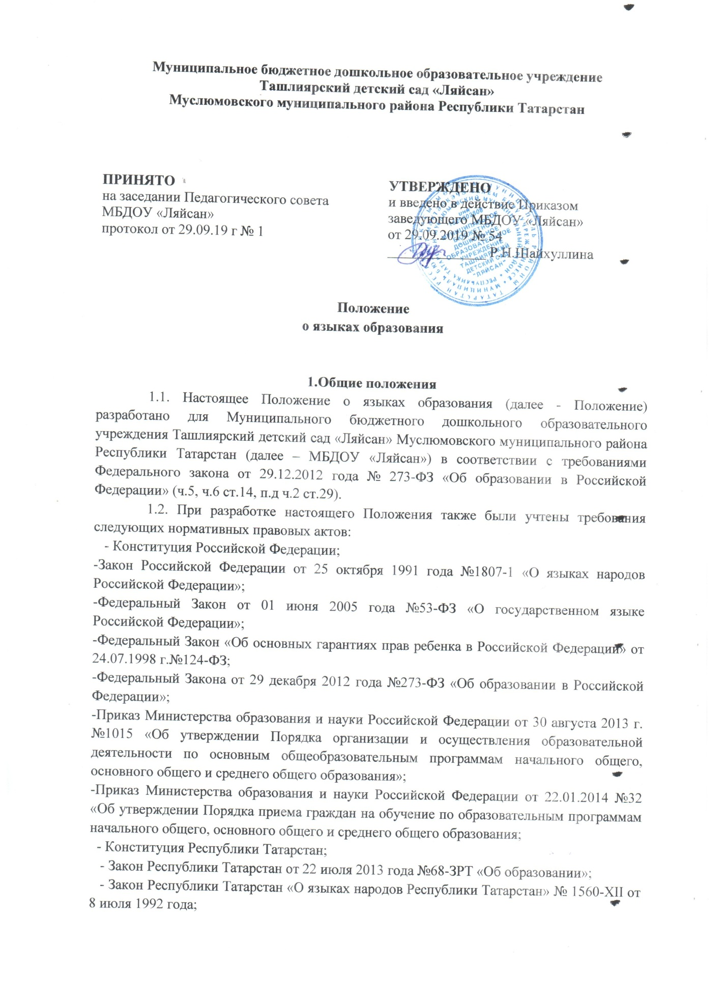 Муниципальное бюджетное дошкольное образовательное учреждение
Ташлиярский детский сад «Ляйсан»
Муслюмовского муниципального района Республики Татарстан
ПРИНЯТО
на заседании Педагогического совета
МБДОУ «Ляйсан»
протокол от 29.09.19 г № 1
УТВЕРЖДЕНО
и введено в действие Приказом
заведующего МБДОУ «Ляйсан»
от 29.09.2019 № 54
Р.Н.Шайхуллина
МУНИЦИПАЛЬНОЕ
БЮДЖЕТНОЕ
ДОШКОЛЬНОЕ
ОБРАЗОВАТЕЛЬНОЕ
УЧРЕЖДЕНИЕ
ТАШЛИЯРСКИЙ
ДЕТСКИЙ САД
"ЛЯЙСАН"
Положение
о языках образования
1.Общие положения
1.1. Настоящее Положение о языках образования (далее - Положение)
разработано для Муниципального бюджетного дошкольного образовательного
учреждения Ташлиярский детский сад «Ляйсан» Муслюмовского муниципального района
Республики Татарстан (далее – МБДОУ «Ляйсан») в соответствии с требованиями
Федерального закона от 29.12.2012 года № 273-ФЗ «Об образовании в Российской
Федерации» (ч.5, ч.6 ст.14, п.д ч.2 ст.29).
1.2. При разработке настоящего Положения также были учтены требования
следующих нормативных правовых актов:
- Конституция Российской Федерации;
-Закон Российской Федерации от 25 октября 1991 года №1807-1 «О языках народов
Российской Федерации»;
-Федеральный Закон от 01 июня 2005 года №53-ФЗ «О государственном языке
Российской Федерации»;
-Федеральный Закон «Об основных гарантиях прав ребенка в Российской Федерации» от
24.07.1998 г.№124-ФЗ;
-Федеральный Закона от 29 декабря 2012 года №273-ФЗ «Об образовании в Российской
Федерации»;
-Приказ Министерства образования и науки Российской Федерации от 30 августа 2013 г.
№1015 «Об утверждении Порядка организации и осуществления образовательной
деятельности по основным общеобразовательным программам начального общего,
основного общего и среднего общего образования»;
-Приказ Министерства образования и науки Российской Федерации от 22.01.2014 №32
«Об утверждении Порядка приема граждан на обучение по образовательным программам
начального общего, основного общего и среднего общего образования;
- Конституция Республики Татарстан;
- Закон Республики Татарстан от 22 июля 2013 года №68-ЗРТ «Об образовании»;
- Закон Республики Татарстан «О языках народов Республики Татарстан» № 1560-XII от
8 июля 1992 года;